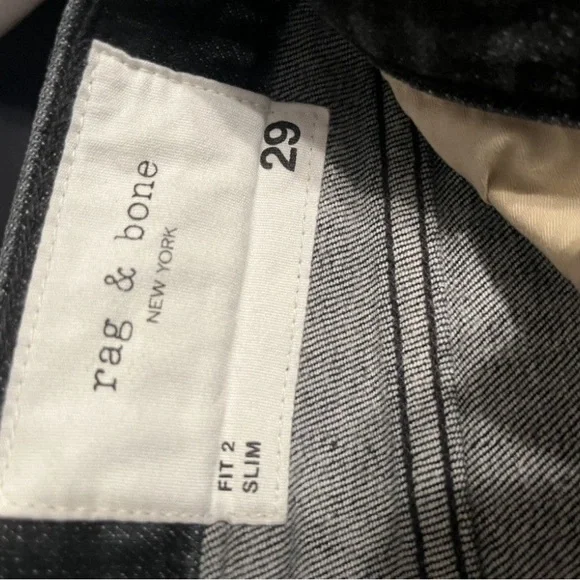 rag & bone
NEW YORK
29
FIT 2
SLIM